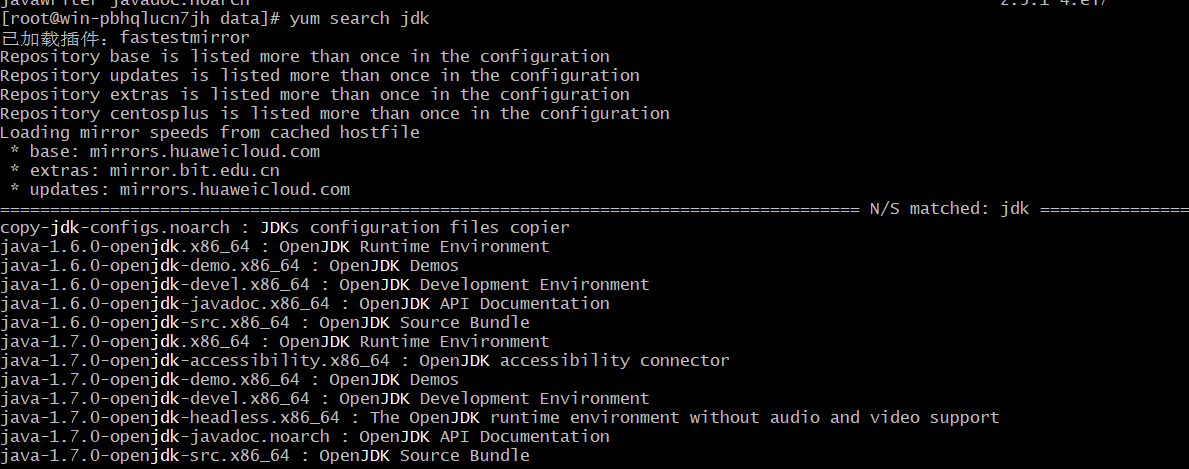 javawriter-javadoc.noarch 2.5.1-4.el7
[root@win-pbhqlucn7jh data]# yum search jdk
已加载插件：fastestmirror
Repository base is listed more than once in the configuration
Repository updates is listed more than once in the configuration
Repository extras is listed more than once in the configuration
Repository centosplus is listed more than once in the configuration
Loading mirror speeds from cached hostfile
 * base: mirrors.huaweicloud.com
 * extras: mirror.bit.edu.cn
 * updates: mirrors.huaweicloud.com
====================================================================================== N/S matched: jdk ===============
copy-jdk-configs.noarch : JDKs configuration files copier
java-1.6.0-openjdk.x86_64 : OpenJDK Runtime Environment
java-1.6.0-openjdk-demo.x86_64 : OpenJDK Demos
java-1.6.0-openjdk-devel.x86_64 : OpenJDK Development Environment
java-1.6.0-openjdk-javadoc.x86_64 : OpenJDK API Documentation
java-1.6.0-openjdk-src.x86_64 : OpenJDK Source Bundle
java-1.7.0-openjdk.x86_64 : OpenJDK Runtime Environment
java-1.7.0-openjdk-accessibility.x86_64 : OpenJDK accessibility connector
java-1.7.0-openjdk-demo.x86_64 : OpenJDK Demos
java-1.7.0-openjdk-devel.x86_64 : OpenJDK Development Environment
java-1.7.0-openjdk-headless.x86_64 : The OpenJDK runtime environment without audio and video support
java-1.7.0-openjdk-javadoc.noarch : OpenJDK API Documentation
java-1.7.0-openjdk-src.x86_64 : OpenJDK Source Bundle